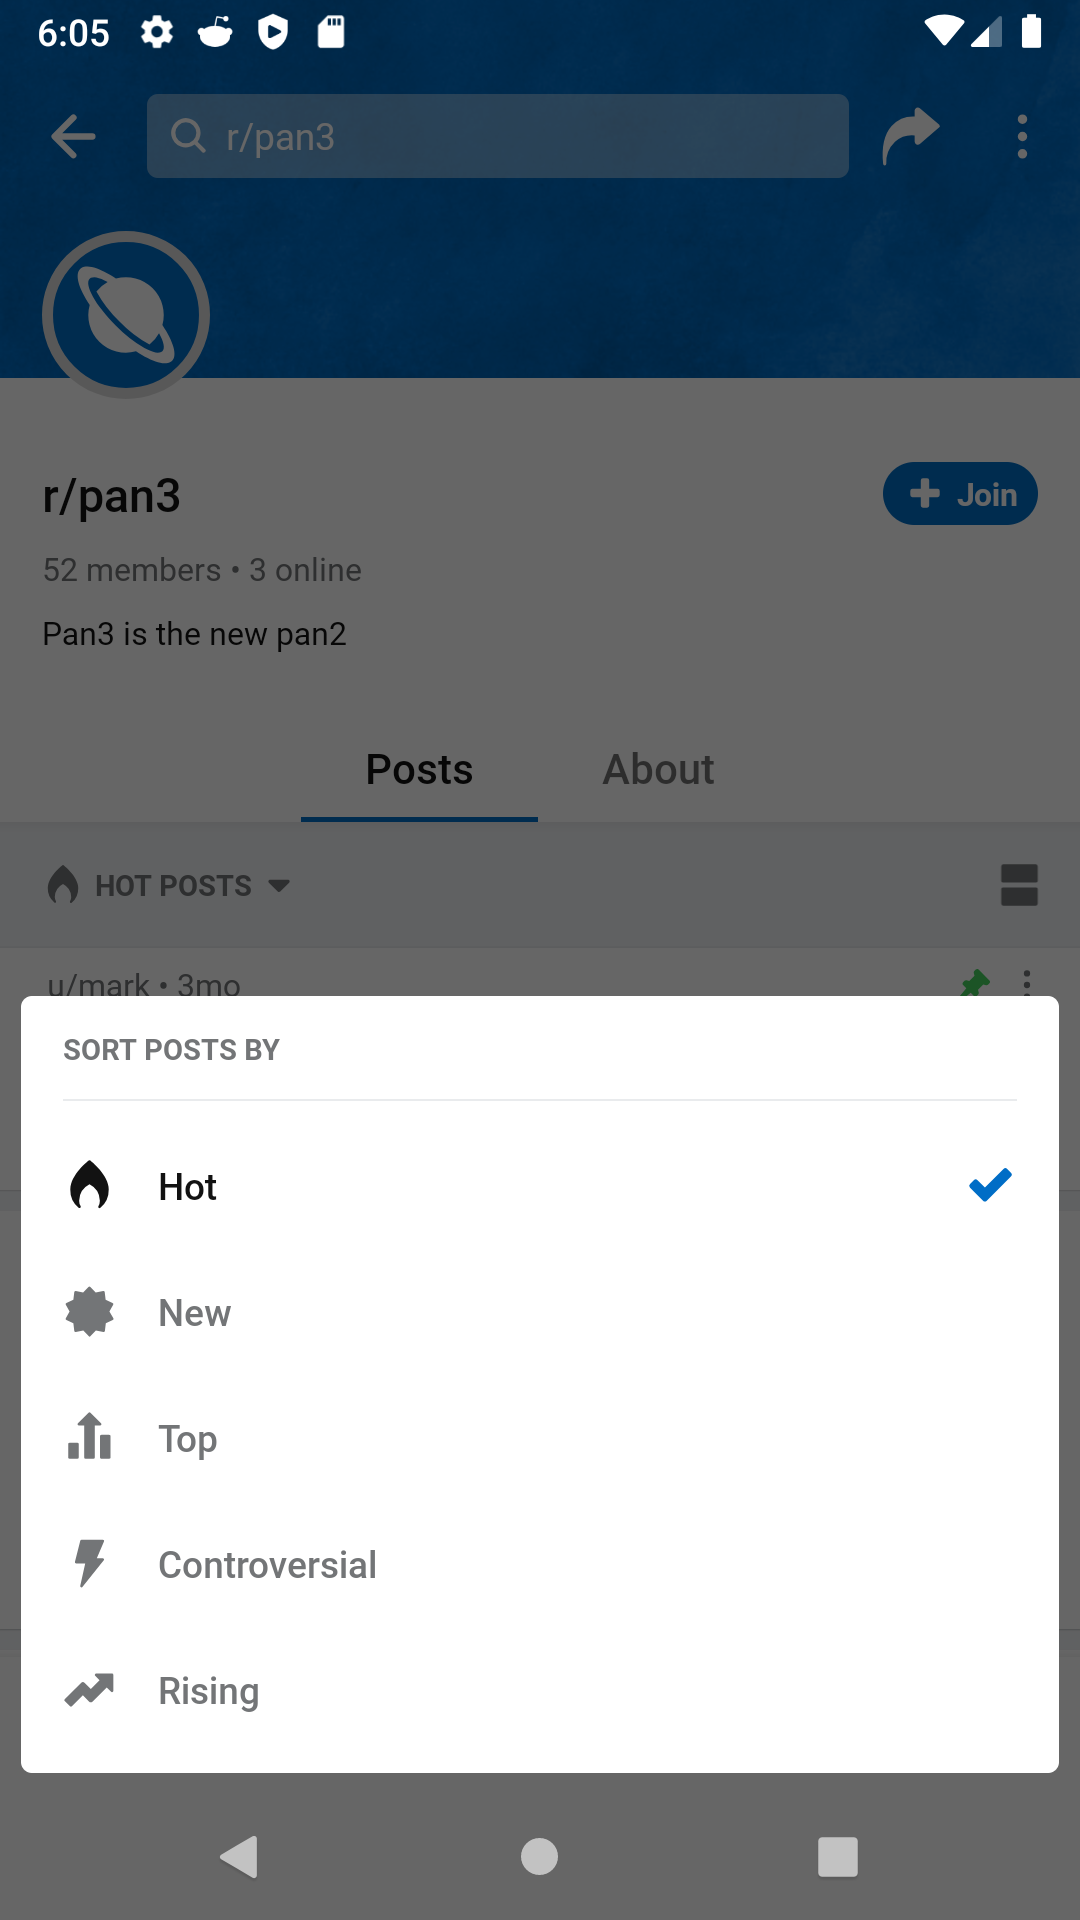 6:05
r/pan3
r/pan3
Join
52 members • 3 online
Pan3 is the new pan2
Posts
About
HOT POSTS
u/mark • 3mo
SORT POSTS BY
Hot
New
Top
Controversial
Rising